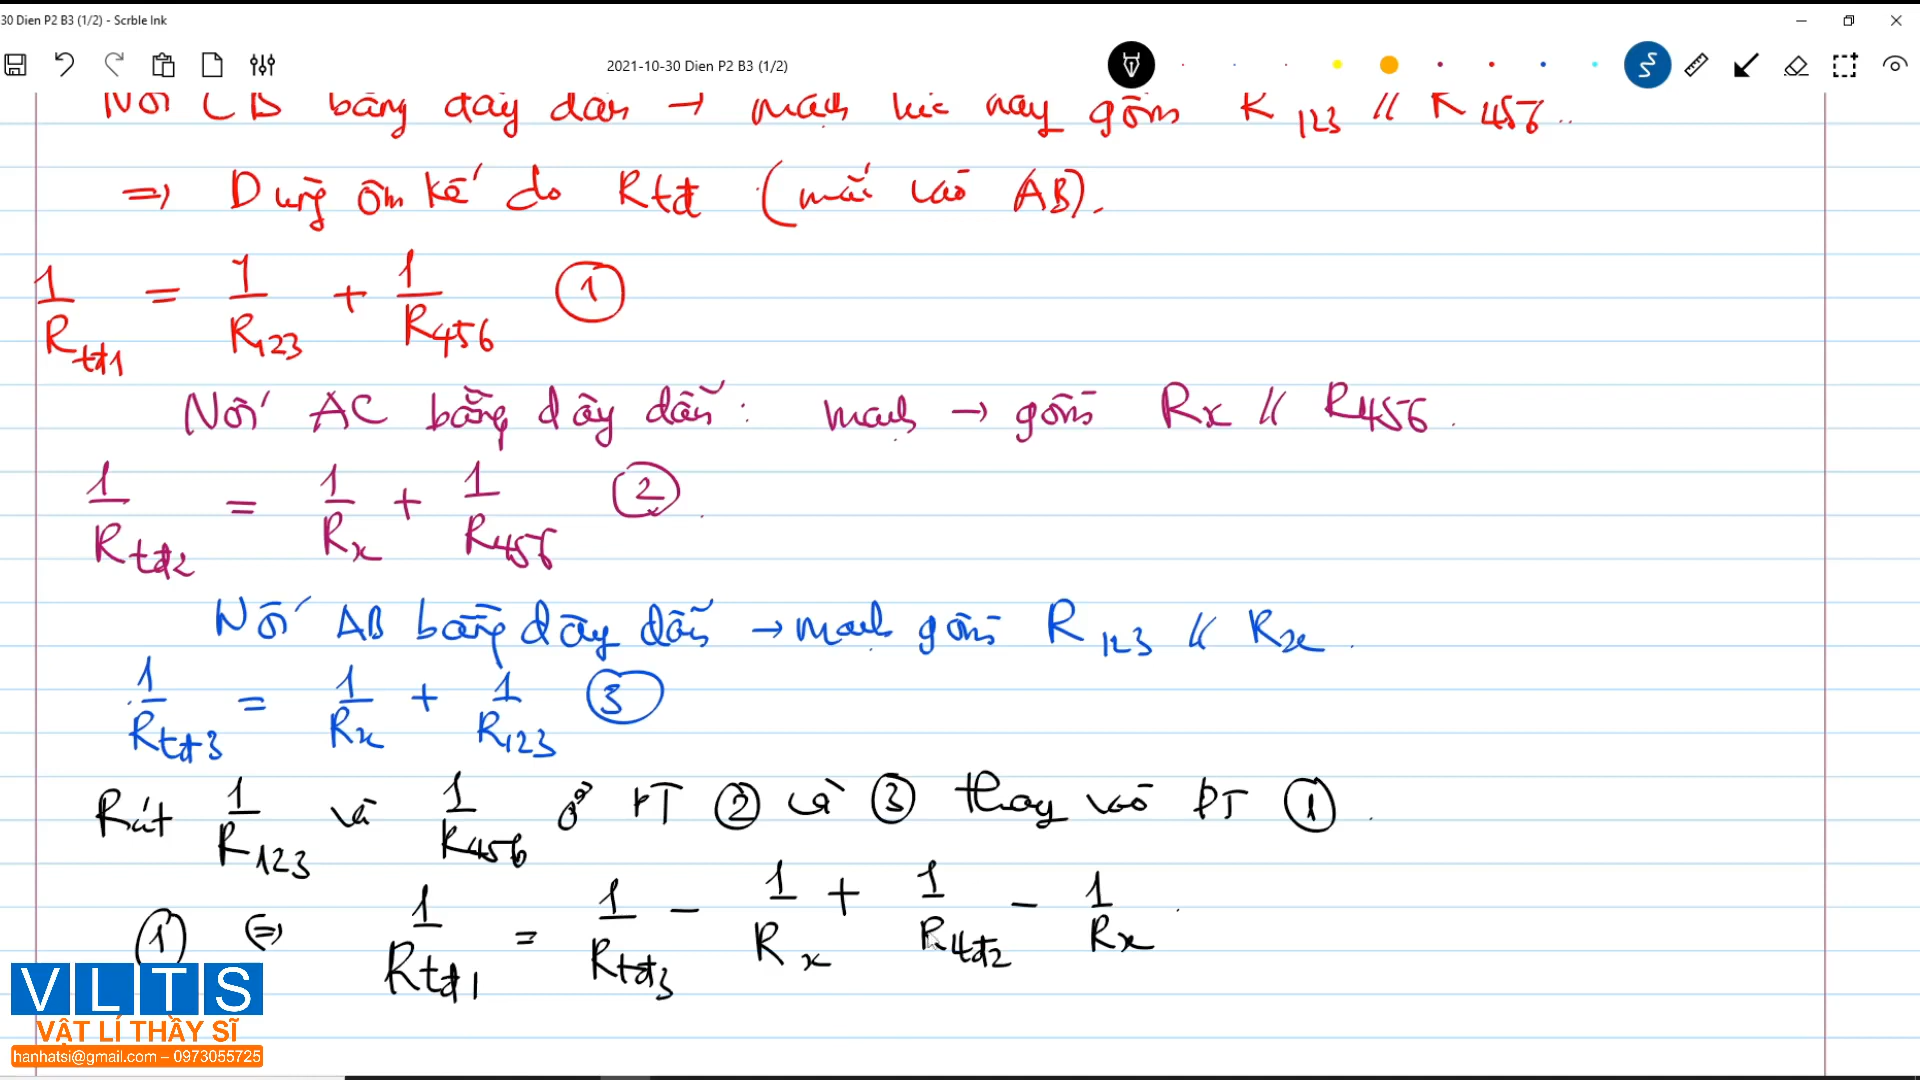 30 Dien P2 B3 (1/2) - Scrble Ink
2021-10-30 Dien P2 B3 (1/2)
Nối CB bằng dây dẫn → mạch lúc này gồm R123 // R456.
=> Dùng ôm kế đo Rtđ (mắc vào AB).
1/Rtđ1 = 1/R123 + 1/R456 ①
Nối AC bằng dây dẫn: mạch → gồm Rx // R456.
1/Rtđ2 = 1/Rx + 1/R456 ②
Nối AB bằng dây dẫn → mạch gồm R123 // Rx.
1/Rtđ3 = 1/Rx + 1/R123 ③
Rút 1/R123 và 1/R456 ở PT ② và ③ thay vào PT ①.
① (=) 1/Rtđ1 = 1/Rtđ3 - 1/Rx + 1/Rtđ2 - 1/Rx
VLTS
VẬT LÍ THẦY SĨ
hanhatsi@gmail.com – 0973055725